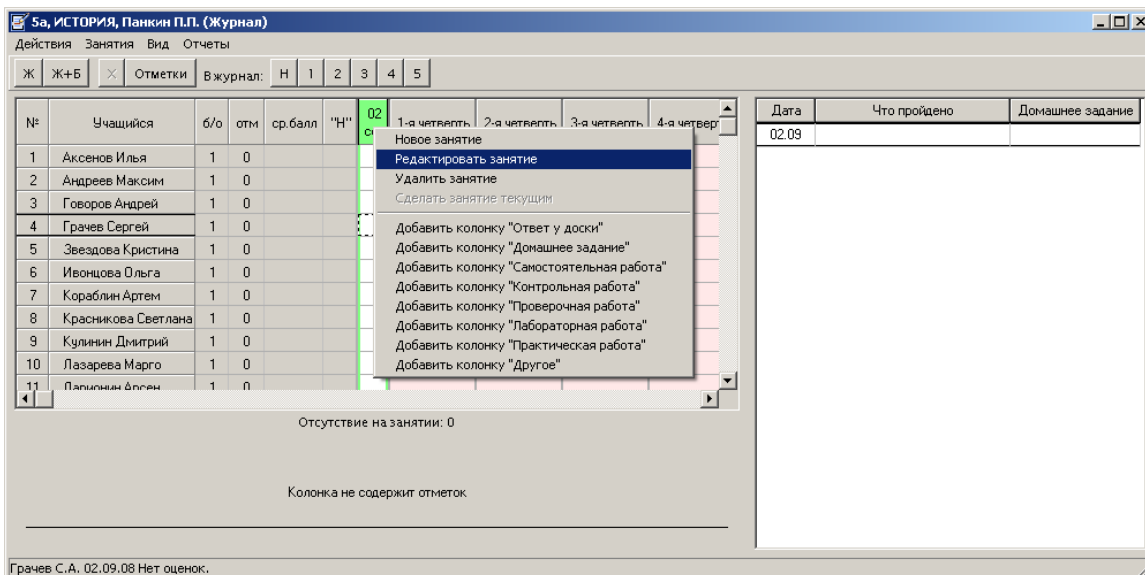 5а, ИСТОРИЯ, Панкин П.П. (Журнал)
Действия Занятия Вид Отчеты
Ж Ж+Б X Отметки В журнал: Н 1 2 3 4 5
№ Учащийся б/о отм ср.балл "Н" 02 1-я четверть 2-я четверть 3-я четверть 4-я четверт
1 Аксенов Илья 1 0
2 Андреев Максим 1 0
3 Говоров Андрей 1 0
4 Грачев Сергей 1 0
5 Звездова Кристина 1 0
6 Ивонцова Ольга 1 0
7 Кораблин Артем 1 0
8 Красникова Светлана 1 0
9 Кулинин Дмитрий 1 0
10 Лазарева Марго 1 0
11 Ларионин Арсен 1 0
Новое занятие
Редактировать занятие
Удалить занятие
Сделать занятие текущим
Добавить колонку "Ответ у доски"
Добавить колонку "Домашнее задание"
Добавить колонку "Самостоятельная работа"
Добавить колонку "Контрольная работа"
Добавить колонку "Проверочная работа"
Добавить колонку "Лабораторная работа"
Добавить колонку "Практическая работа"
Добавить колонку "Другое"
Дата Что пройдено Домашнее задание
02.09
Отсутствие на занятии: 0
Колонка не содержит отметок
Грачев С.А. 02.09.08 Нет оценок.